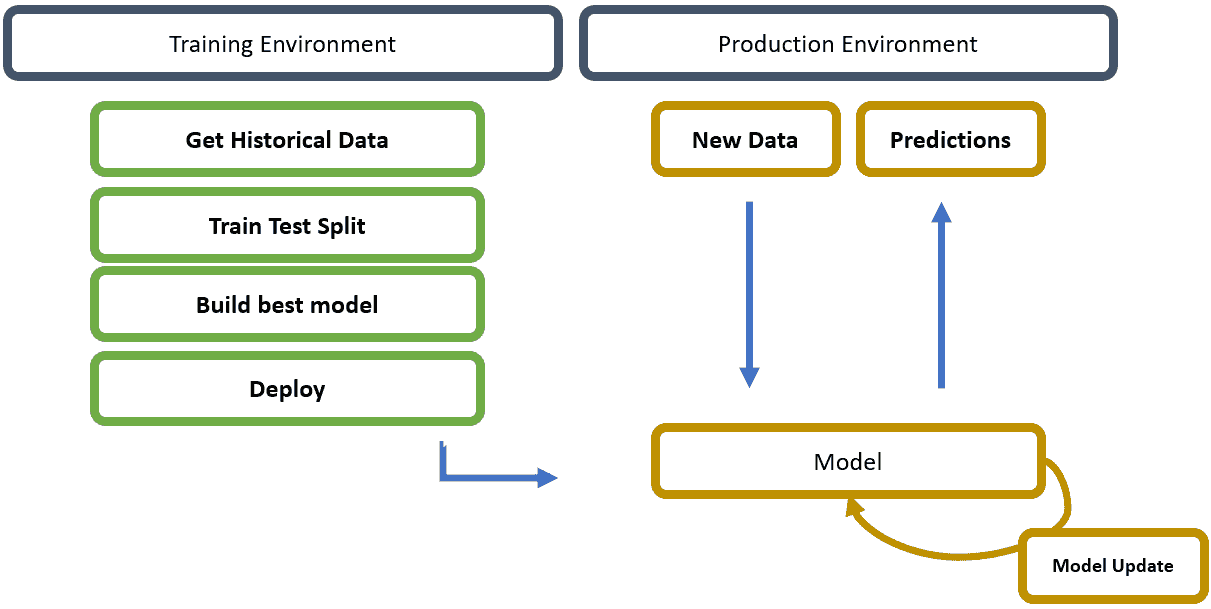 Training Environment
Production Environment
Get Historical Data
Train Test Split
Build best model
Deploy
New Data
Predictions
Model
Model Update